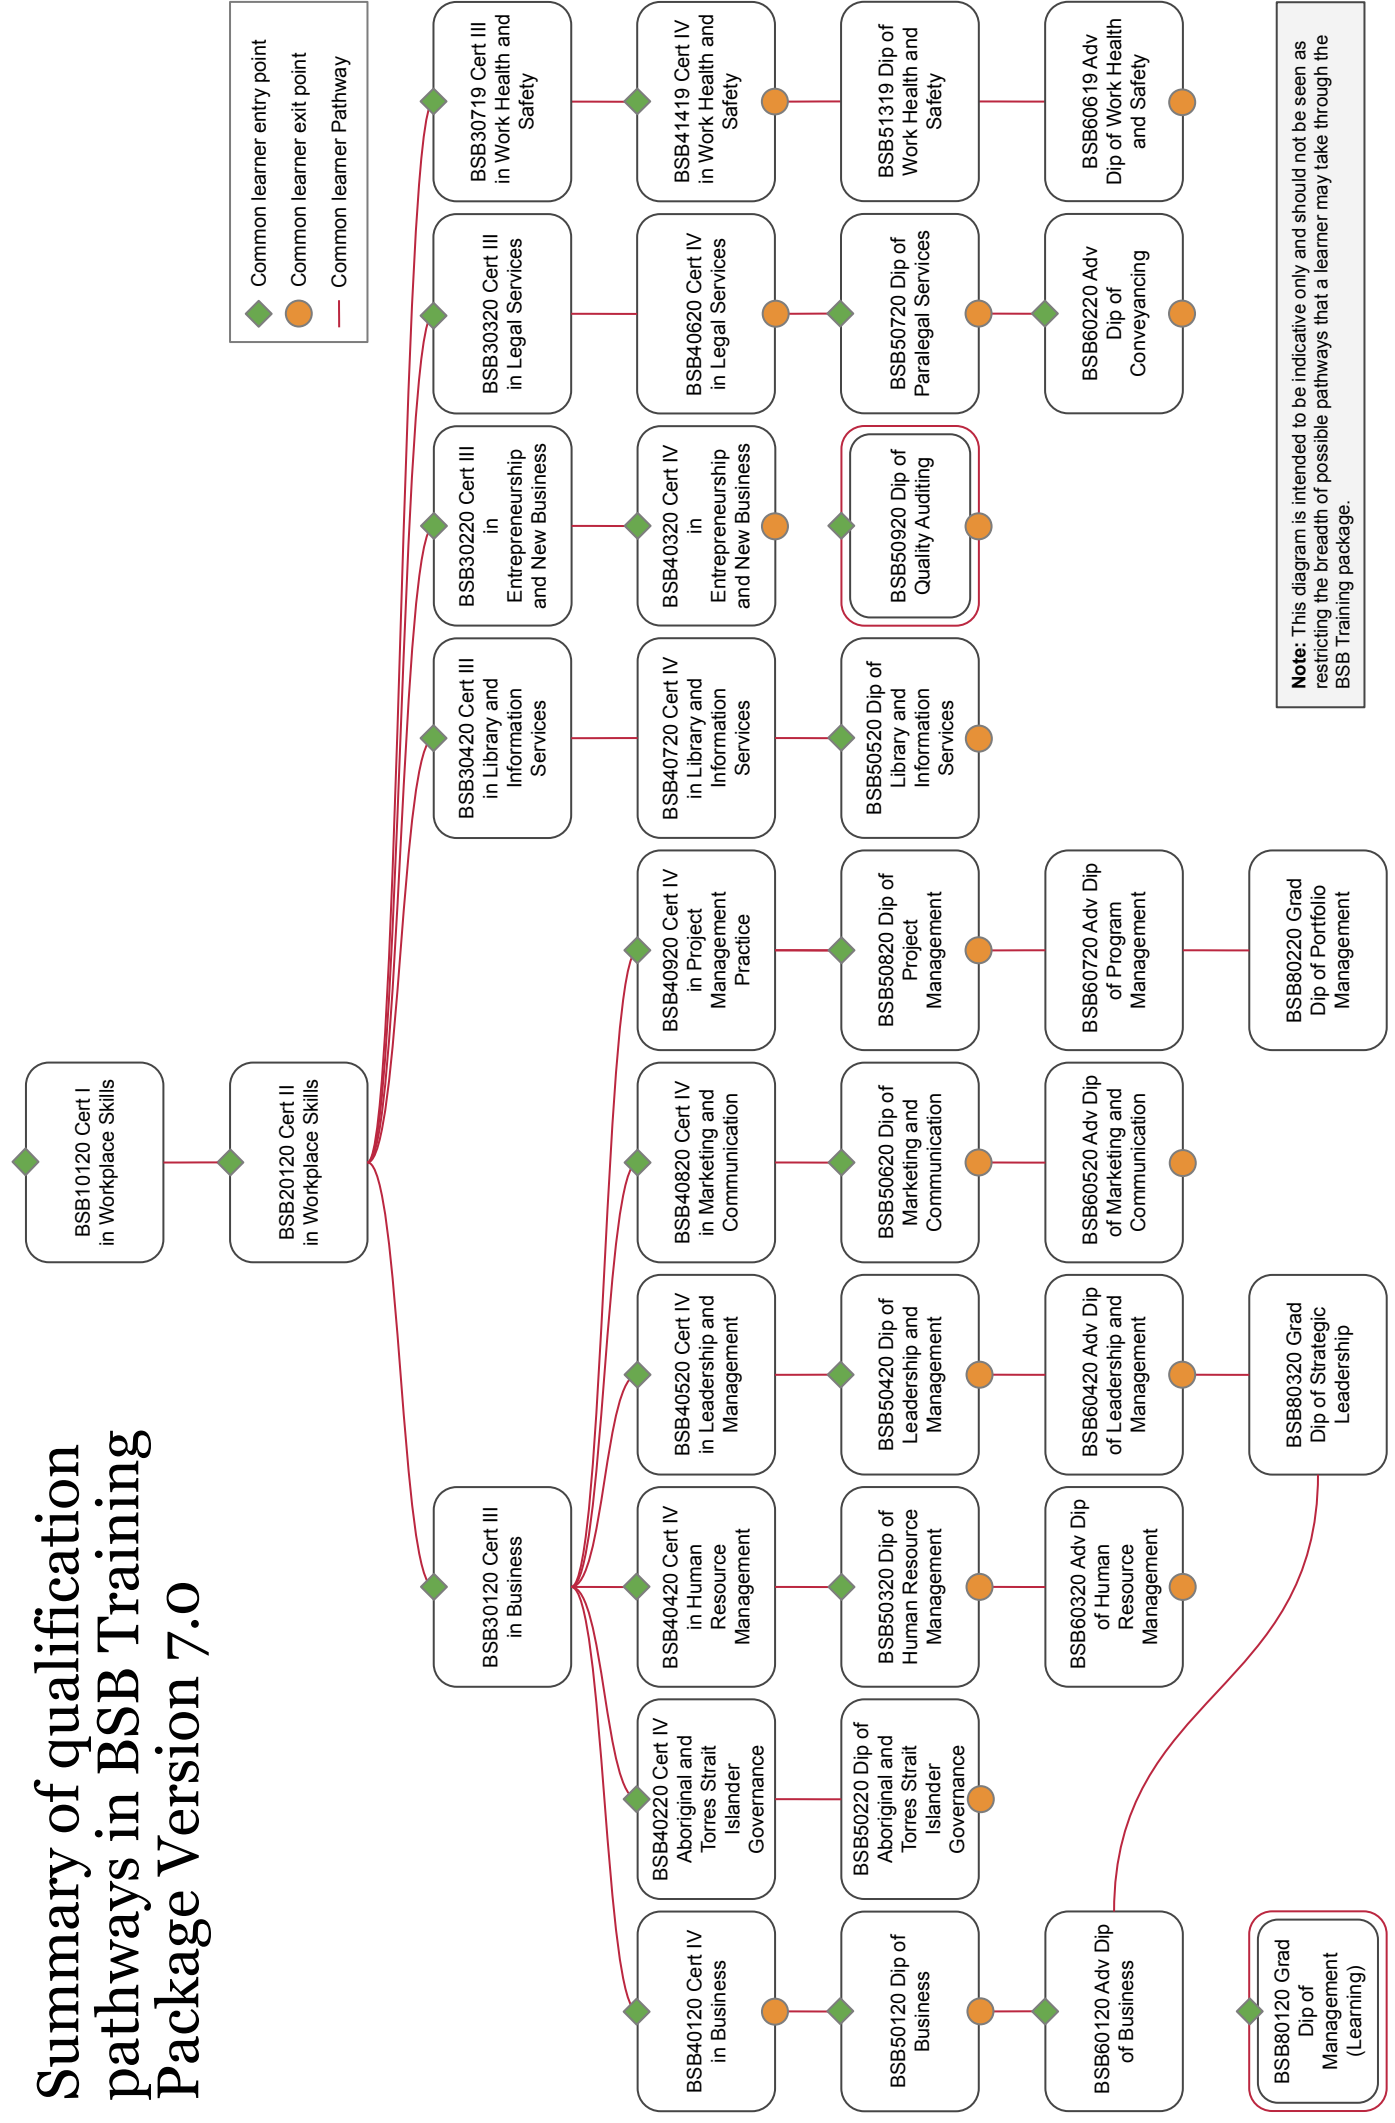 Summary of qualification
pathways in BSB Training
Package Version 7.0
Common learner entry point
Common learner exit point
Common learner Pathway
BSB10120 Cert I
in Workplace Skills
BSB20120 Cert II
in Workplace Skills
BSB30120 Cert III
in Business
BSB30420 Cert III
in Library and
Information
Services
BSB30220 Cert III
in
Entrepreneurship
and New Business
BSB30320 Cert III
in Legal Services
BSB30719 Cert III
in Work Health and
Safety
BSB40120 Cert IV
in Business
BSB40220 Cert IV
Aboriginal and
Torres Strait
Islander
Governance
BSB40420 Cert IV
in Human
Resource
Management
BSB40520 Cert IV
in Leadership and
Management
BSB40820 Cert IV
in Marketing and
Communication
BSB40920 Cert IV
in Project
Management
Practice
BSB40720 Cert IV
in Library and
Information
Services
BSB40320 Cert IV
in
Entrepreneurship
and New Business
BSB40620 Cert IV
in Legal Services
BSB41419 Cert IV
in Work Health and
Safety
BSB50120 Dip of
Business
BSB50220 Dip of
Aboriginal and
Torres Strait
Islander
Governance
BSB50320 Dip of
Human Resource
Management
BSB50420 Dip of
Leadership and
Management
BSB50620 Dip of
Marketing and
Communication
BSB50820 Dip of
Project
Management
BSB50520 Dip of
Library and
Information
Services
BSB50920 Dip of
Quality Auditing
BSB50720 Dip of
Paralegal Services
BSB51319 Dip of
Work Health and
Safety
BSB60120 Adv Dip
of Business
BSB60320 Adv Dip
of Human
Resource
Management
BSB60420 Adv Dip
of Leadership and
Management
BSB60520 Adv Dip
of Marketing and
Communication
BSB60720 Adv Dip
of Program
Management
BSB60220 Adv
Dip of
Conveyancing
BSB60619 Adv
Dip of Work Health
and Safety
BSB80120 Grad
Dip of
Management
(Learning)
BSB80320 Grad
Dip of Strategic
Leadership
BSB80220 Grad
Dip of Portfolio
Management
Note: This diagram is intended to be indicative only and should not be seen as
restricting the breadth of possible pathways that a learner may take through the
BSB Training package.